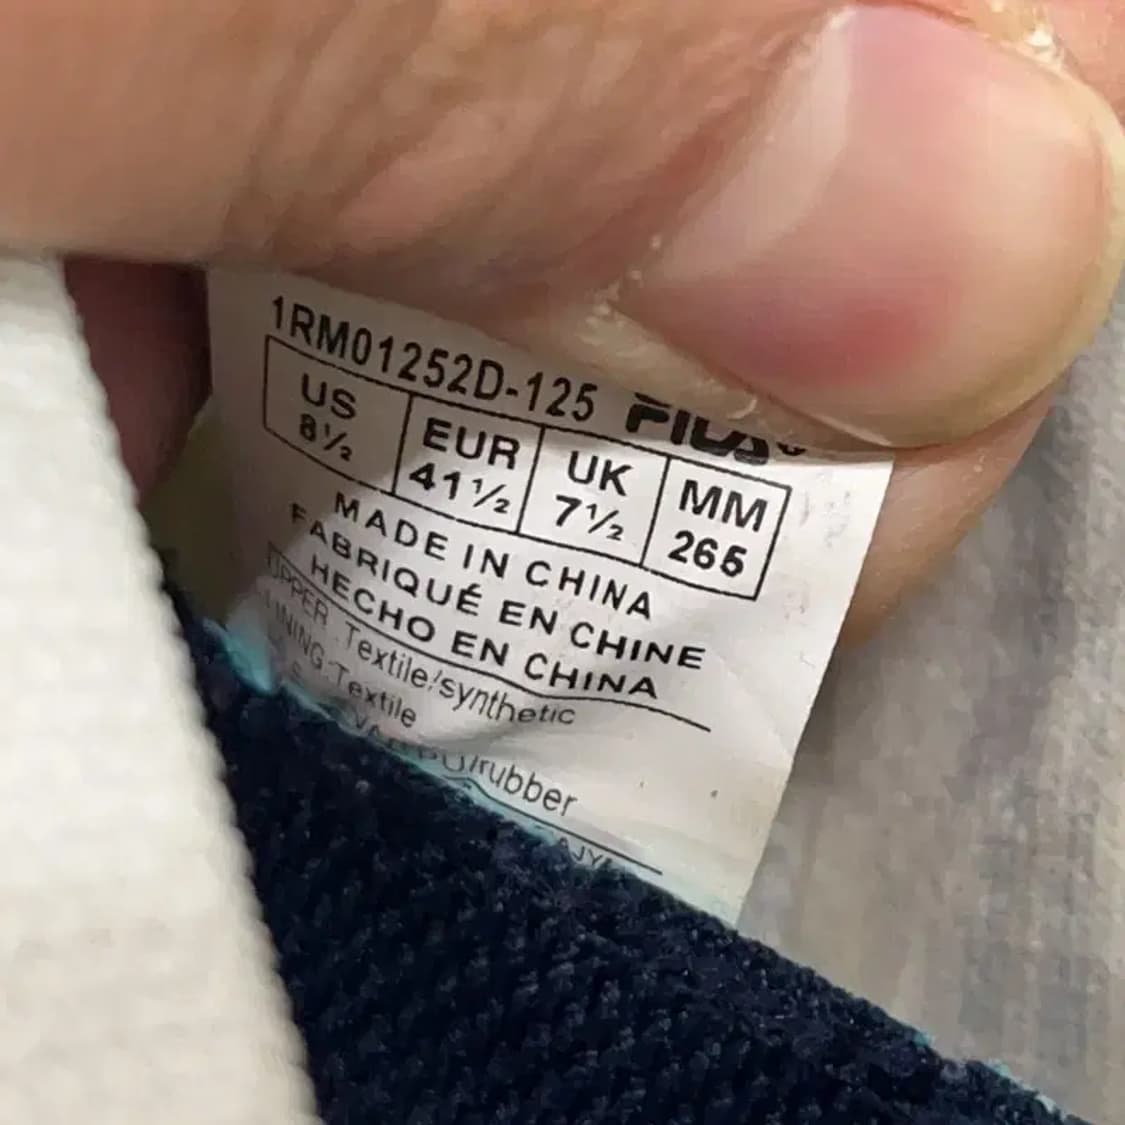 1RM01252D-125 FILA®
US EUR UK MM
8½ 41½ 7½ 265
MADE IN CHINA
FABRIQUÉ EN CHINE
HECHO EN CHINA
UPPER Textile/synthetic
LINING:Textile
PU/rubber